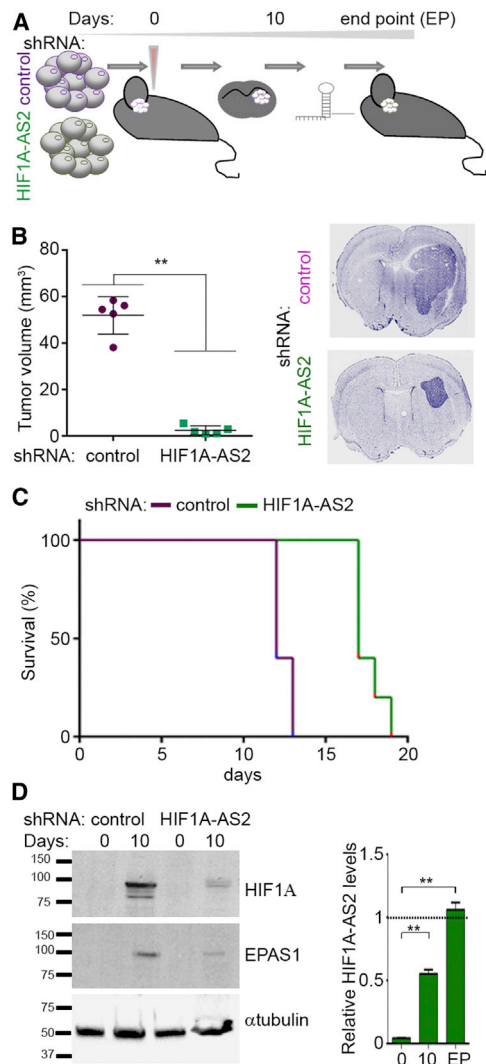 A
Days: 0 10 end point (EP)
shRNA:
control
HIF1A-AS2
B
Tumor volume (mm³)
80
60
40
20
0
**
shRNA: control HIF1A-AS2
shRNA:
control
HIF1A-AS2
C
shRNA: control HIF1A-AS2
Survival (%)
100
50
0
0 5 10 15 20
days
D
shRNA: control HIF1A-AS2
Days: 0 10 0 10
150
100
75
HIF1A
150
100
75
EPAS1
75
50
37
αtubulin
Relative HIF1A-AS2 levels
1.5
1
0.5
0
**
**
0 10 EP